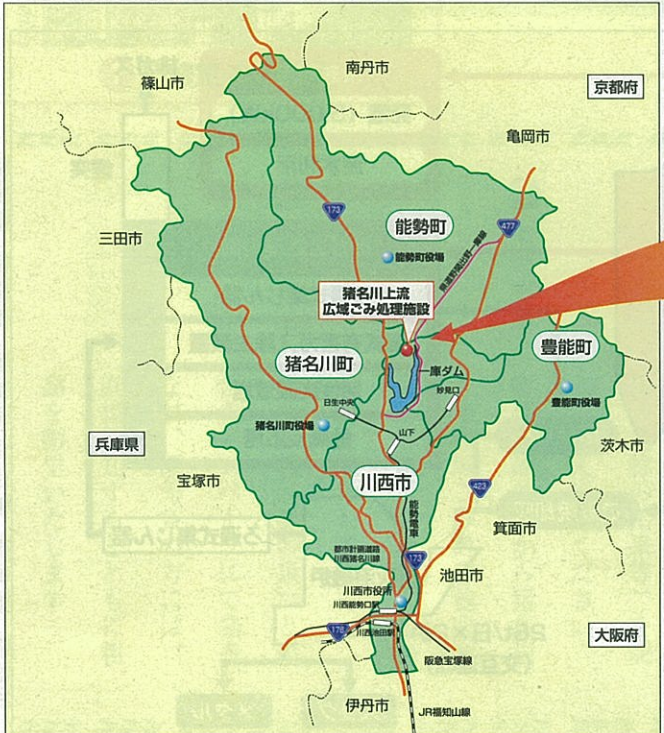 南丹市
篠山市
京都府
亀岡市
173
能勢町
477
能勢町役場
三田市
猪名川上流
広域ごみ処理施設
猪名川町
豊能町
庫ダム
妙見口
日生中央
豊能町役場
猪名川町役場
山下
兵庫県
茨木市
宝塚市
川西市
423
能勢電車
箕面市
都市計画道路
川西猪名川線
173
池田市
川西市役所
川西能勢口駅
176
川西池田駅
大阪府
阪急宝塚線
伊丹市
JR福知山線